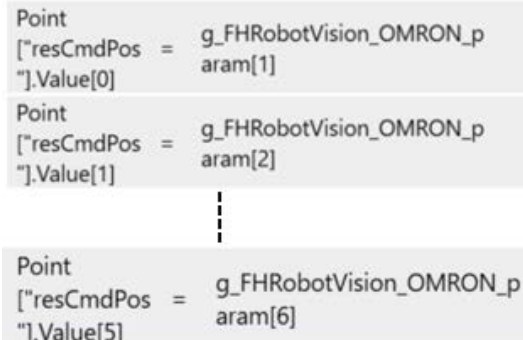 Point
["resCmdPos = g_FHRobotVision_OMRON_p
"].Value[0] aram[1]
Point
["resCmdPos = g_FHRobotVision_OMRON_p
"].Value[1] aram[2]
Point
["resCmdPos = g_FHRobotVision_OMRON_p
"].Value[5] aram[6]